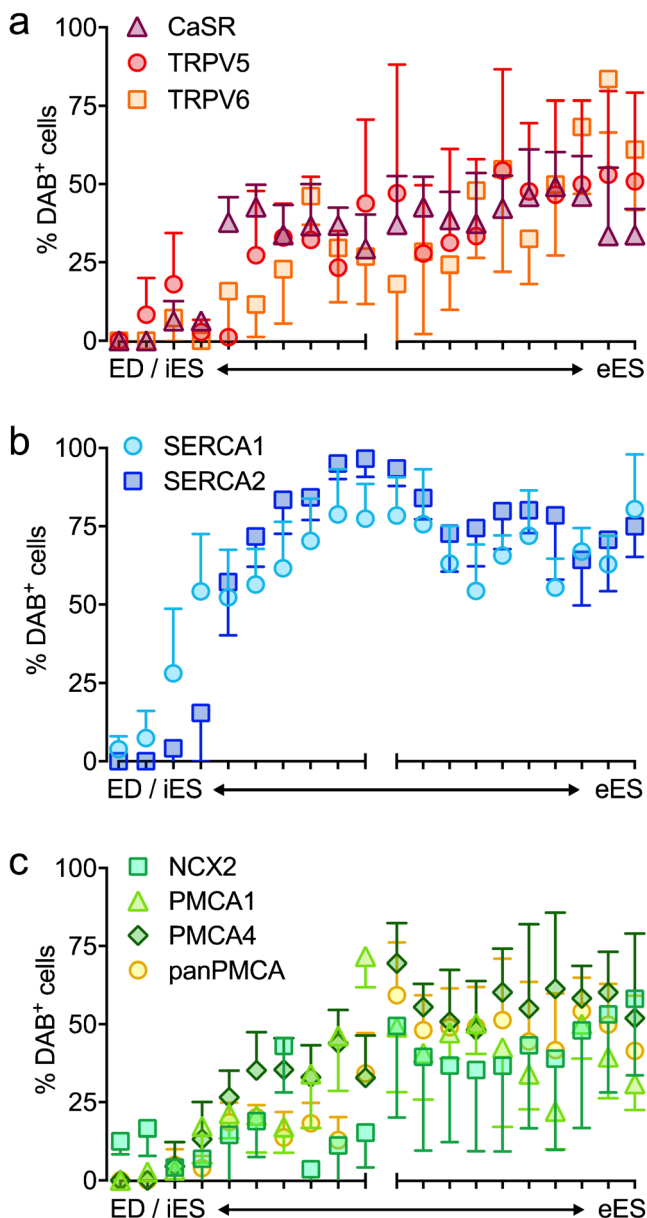 a
100
75
50
25
0
% DAB+ cells
CaSR
TRPV5
TRPV6
ED / iES
eES
b
100
75
50
25
0
% DAB+ cells
SERCA1
SERCA2
ED / iES
eES
c
100
75
50
25
0
% DAB+ cells
NCX2
PMCA1
PMCA4
panPMCA
ED / iES
eES